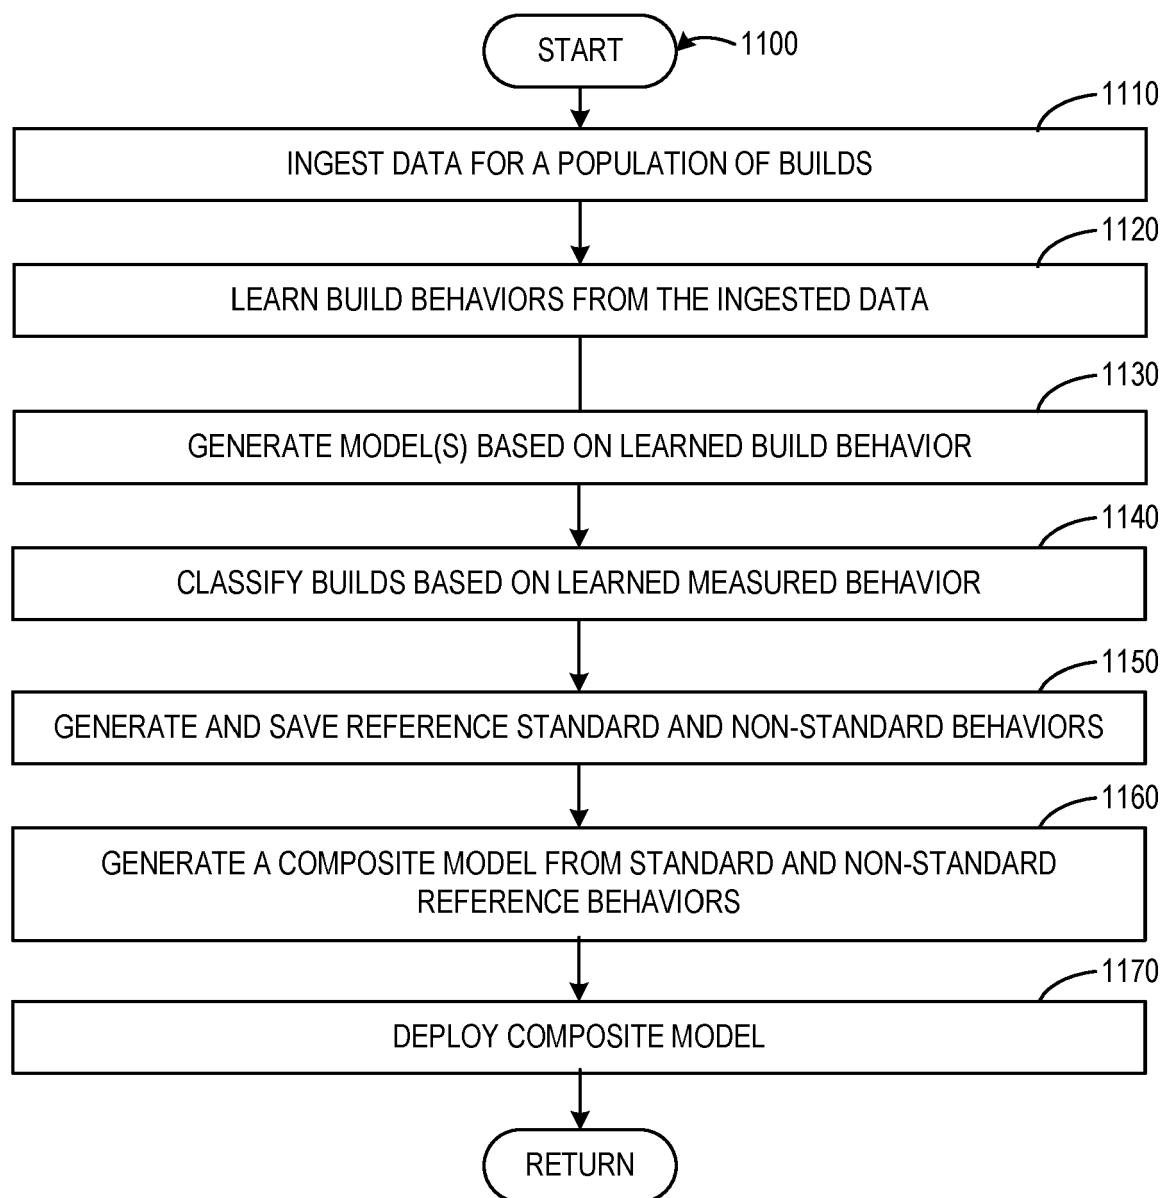 START
1100
1110
INGEST DATA FOR A POPULATION OF BUILDS
1120
LEARN BUILD BEHAVIORS FROM THE INGESTED DATA
1130
GENERATE MODEL(S) BASED ON LEARNED BUILD BEHAVIOR
1140
CLASSIFY BUILDS BASED ON LEARNED MEASURED BEHAVIOR
1150
GENERATE AND SAVE REFERENCE STANDARD AND NON-STANDARD BEHAVIORS
1160
GENERATE A COMPOSITE MODEL FROM STANDARD AND NON-STANDARD
REFERENCE BEHAVIORS
1170
DEPLOY COMPOSITE MODEL
RETURN